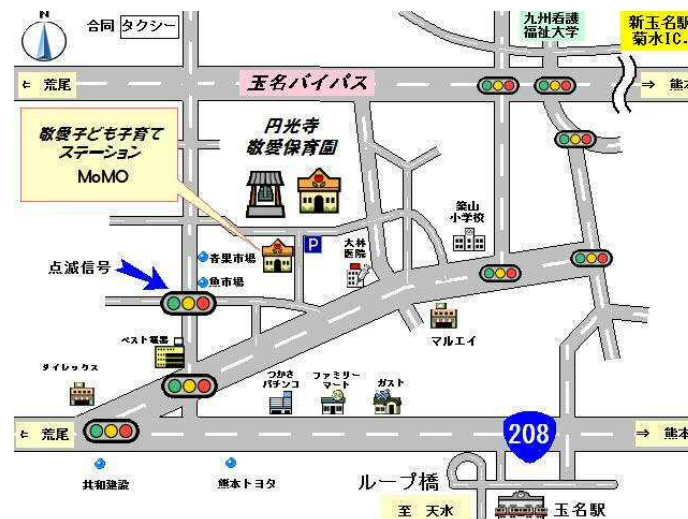 合同 タクシー
九州看護
福祉大学
新玉名駅
菊水IC.
⇐ 荒尾
玉名バイパス
⇒ 熊本
敬愛子ども子育て
ステーション
MoMO
円光寺
敬愛保育園
築山
小学校
P
大林
医院
青果市場
点滅信号
魚市場
マルエイ
ベスト電器
ダイレックス
つかさ
パチンコ
ファミリー
マート
ガスト
⇐ 荒尾
208
⇒ 熊本
共和建設
熊本トヨタ
ループ橋
至 天水
玉名駅